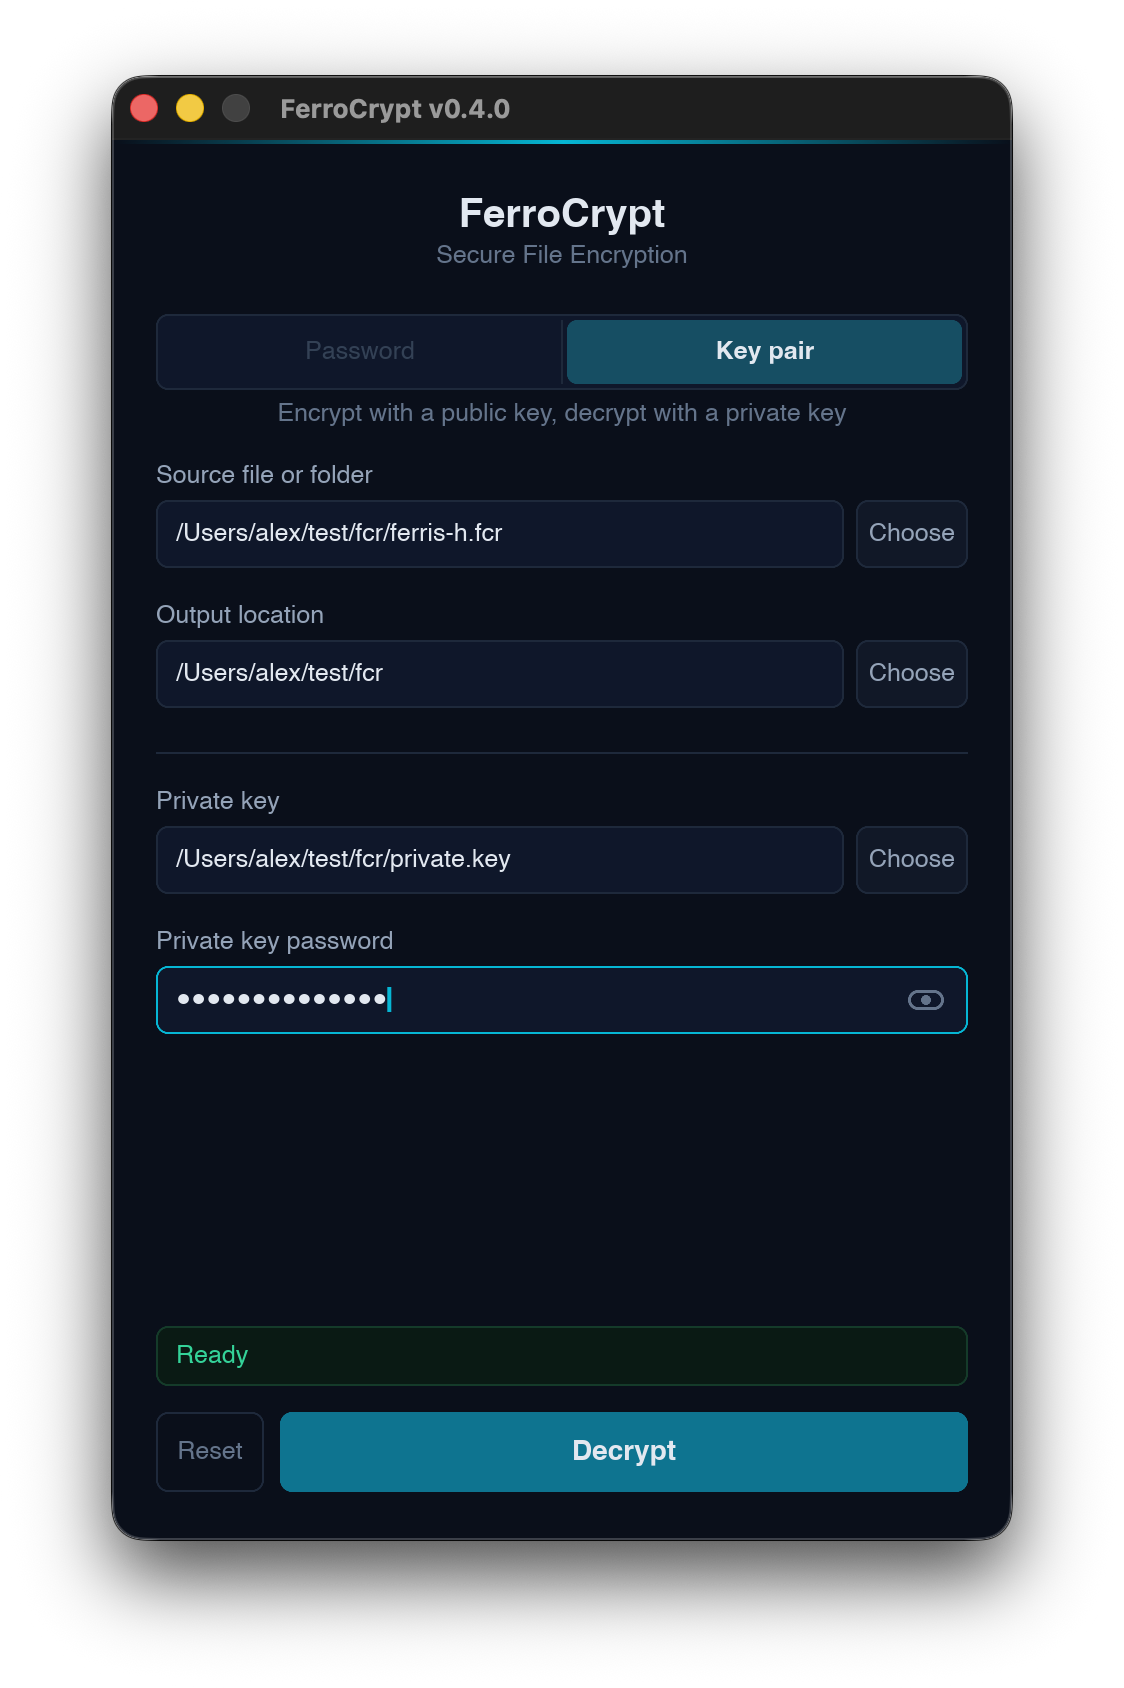 FerroCrypt v0.4.0
FerroCrypt
Secure File Encryption
Password
Key pair
Encrypt with a public key, decrypt with a private key
Source file or folder
/Users/alex/test/fcr/ferris-h.fcr
Choose
Output location
/Users/alex/test/fcr
Choose
Private key
/Users/alex/test/fcr/private.key
Choose
Private key password
••••••••••••••
Ready
Reset
Decrypt